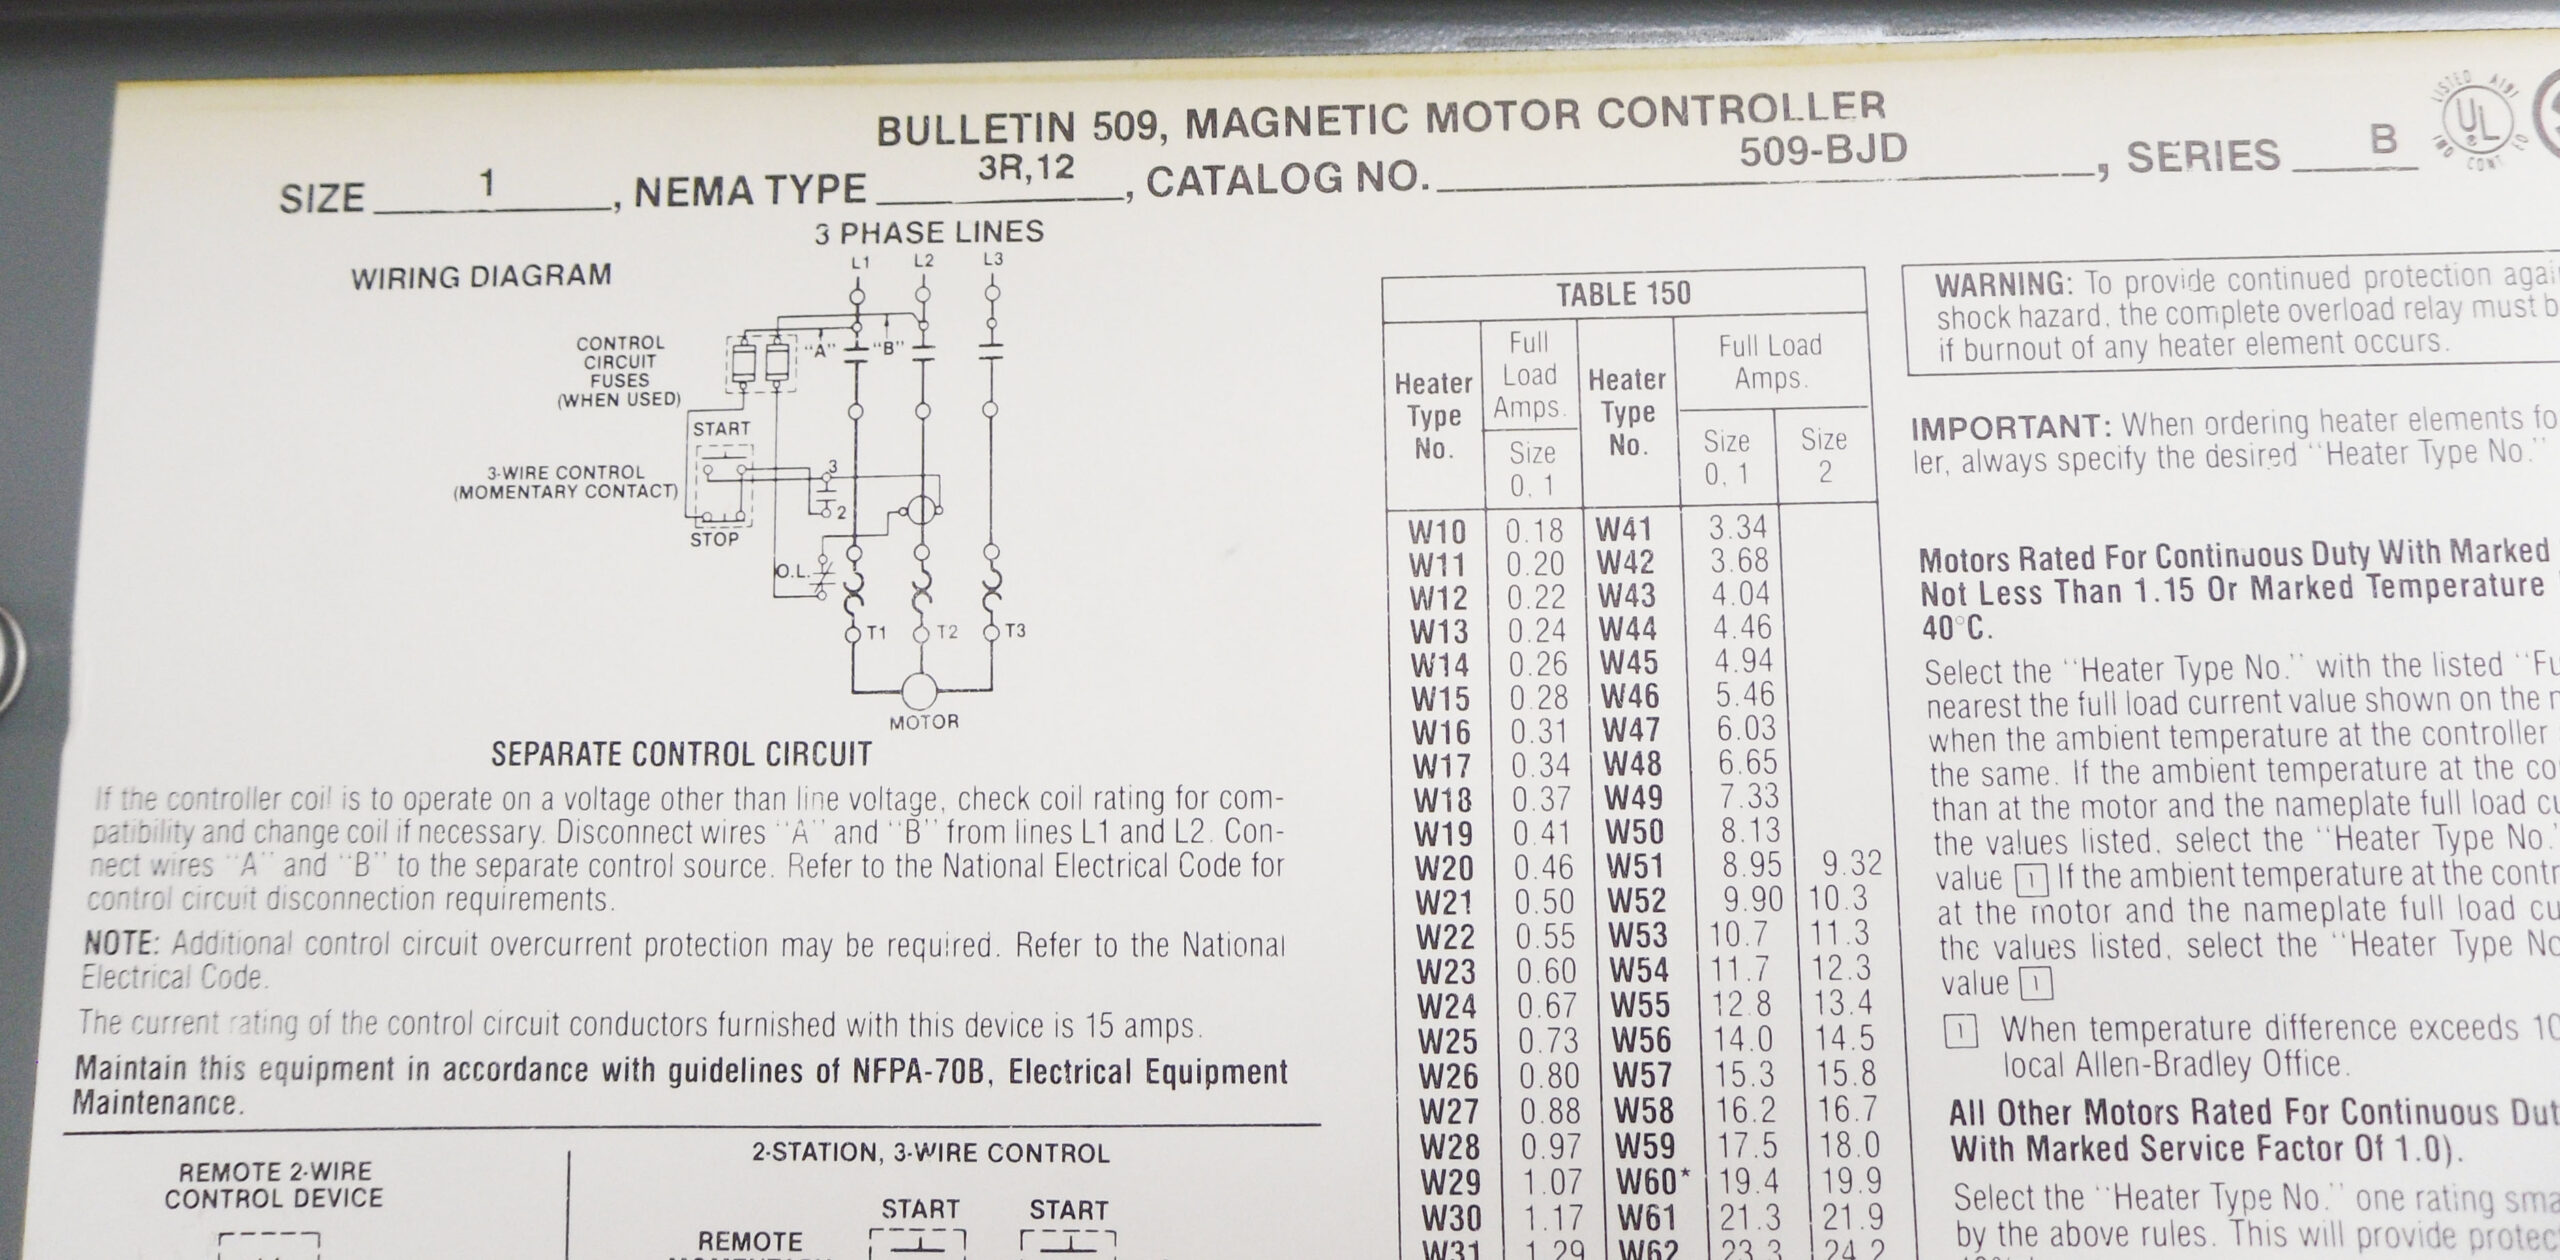 BULLETIN 509, MAGNETIC MOTOR CONTROLLER
SIZE 1, NEMA TYPE 3R,12, CATALOG NO. 509-BJD, SERIES B
LISTED
UL
®
IND CONT EQ
3 PHASE LINES
WIRING DIAGRAM
L1 L2 L3
CONTROL
CIRCUIT
FUSES
(WHEN USED)
"A" "B"
START
3-WIRE CONTROL
(MOMENTARY CONTACT)
3
2
STOP
O.L.
T1 T2 T3
MOTOR
SEPARATE CONTROL CIRCUIT
If the controller coil is to operate on a voltage other than line voltage, check coil rating for com-
patibility and change coil if necessary. Disconnect wires "A" and "B" from lines L1 and L2. Con-
nect wires "A" and "B" to the separate control source. Refer to the National Electrical Code for
control circuit disconnection requirements.
NOTE: Additional control circuit overcurrent protection may be required. Refer to the National
Electrical Code.
The current rating of the control circuit conductors furnished with this device is 15 amps.
Maintain this equipment in accordance with guidelines of NFPA-70B, Electrical Equipment
Maintenance.
REMOTE 2-WIRE
CONTROL DEVICE
2-STATION, 3-WIRE CONTROL
START START
REMOTE
TABLE 150
Heater Type No. Full Load Amps. Heater Type No. Full Load Amps.
Size 0, 1 Size 0, 1 Size 2
W10 0.18 W41 3.34
W11 0.20 W42 3.68
W12 0.22 W43 4.04
W13 0.24 W44 4.46
W14 0.26 W45 4.94
W15 0.28 W46 5.46
W16 0.31 W47 6.03
W17 0.34 W48 6.65
W18 0.37 W49 7.33
W19 0.41 W50 8.13
W20 0.46 W51 8.95 9.32
W21 0.50 W52 9.90 10.3
W22 0.55 W53 10.7 11.3
W23 0.60 W54 11.7 12.3
W24 0.67 W55 12.8 13.4
W25 0.73 W56 14.0 14.5
W26 0.80 W57 15.3 15.8
W27 0.88 W58 16.2 16.7
W28 0.97 W59 17.5 18.0
W29 1.07 W60* 19.4 19.9
W30 1.17 W61 21.3 21.9
W31 1.29 W62 23.3 24.2
WARNING: To provide continued protection agai
shock hazard, the complete overload relay must b
if burnout of any heater element occurs.
IMPORTANT: When ordering heater elements fo
ler, always specify the desired "Heater Type No."
Motors Rated For Continuous Duty With Marked
Not Less Than 1.15 Or Marked Temperature
40°C.
Select the "Heater Type No." with the listed "Fu
nearest the full load current value shown on the
when the ambient temperature at the controller
the same. If the ambient temperature at the co
than at the motor and the nameplate full load cu
the values listed, select the "Heater Type No."
value 1 If the ambient temperature at the contr
at the motor and the nameplate full load cu
the values listed, select the "Heater Type No
value 1
1 When temperature difference exceeds 10
local Allen-Bradley Office.
All Other Motors Rated For Continuous Dut
With Marked Service Factor Of 1.0).
Select the "Heater Type No." one rating sma
by the above rules. This will provide protec